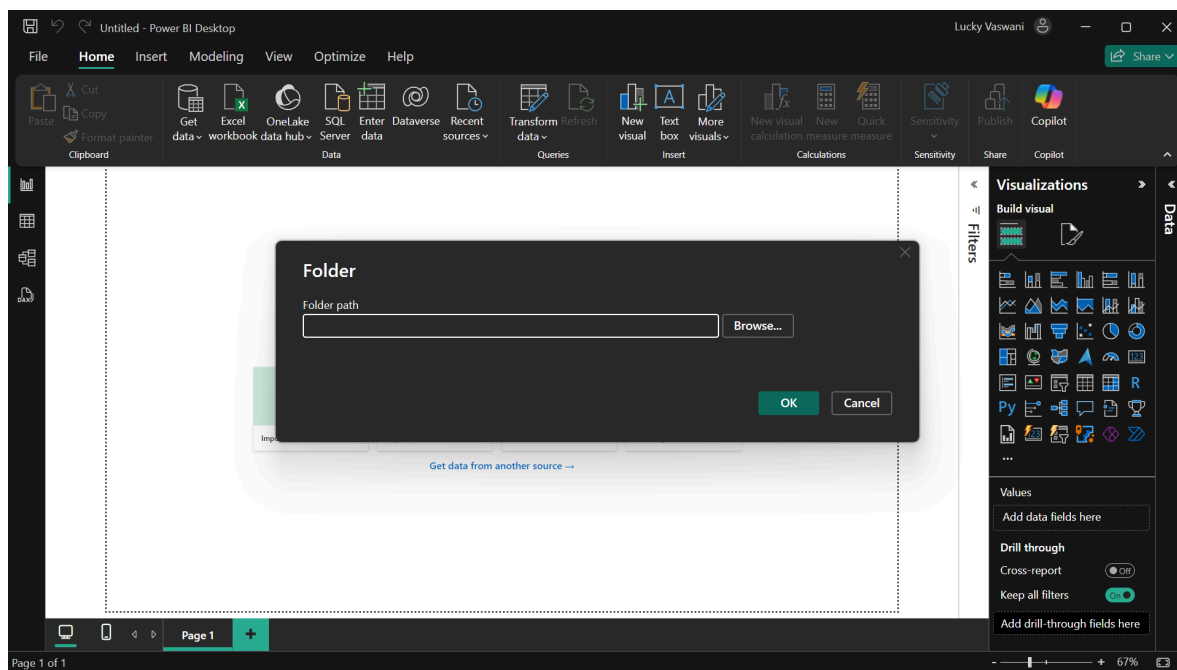 Untitled - Power BI Desktop
Lucky Vaswani
File Home Insert Modeling View Optimize Help
Share
Paste
Cut
Copy
Format painter
Clipboard
Get data
Excel workbook
OneLake data hub
SQL Server
Enter data
Dataverse
Recent sources
Data
Transform data
Refresh
Queries
New visual
Text box
More visuals
Insert
New visual calculation
New measure
Quick measure
Calculations
Sensitivity
Sensitivity
Publish
Share
Copilot
Copilot
DAX
Folder
Folder path
Browse...
OK
Cancel
Get data from another source →
Filters
Visualizations
Build visual
123
R
Py
123
...
Values
Add data fields here
Drill through
Cross-report
Off
Keep all filters
On
Add drill-through fields here
Data
Page 1
+
Page 1 of 1
- + 67%